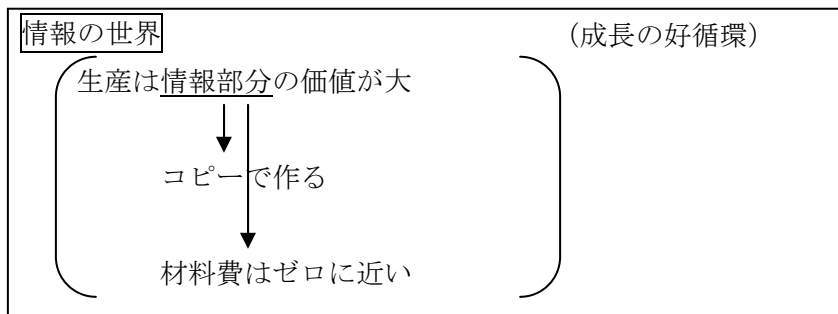 情報の世界 (成長の好循環)
生産は情報部分の価値が大
コピーで作る
材料費はゼロに近い